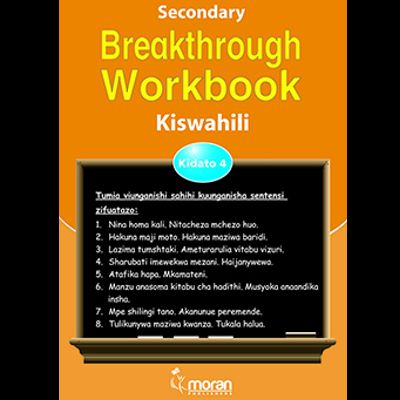 Secondary
Breakthrough
Workbook
Kiswahili
Kidato 4
Tumia viunganishi sahihi kuunganisha sentensi
zifuatazo:
1. Nina homa kali. Nitacheza mchezo huo.
2. Hakuna maji moto. Hakuna maziwa baridi.
3. Lazima tumshtaki. Ameturarulia vitabu vizuri.
4. Sharubati imewekwa mezani. Haijanywewa.
5. Atafika hapa. Mkamateni.
6. Manzu anasoma kitabu cha hadithi. Musyoka anaandika
insha.
7. Mpe shilingi tano. Akanunue peremende.
8. Tulikunywa maziwa kwanza. Tukala halua.
moran
PUBLISHERS